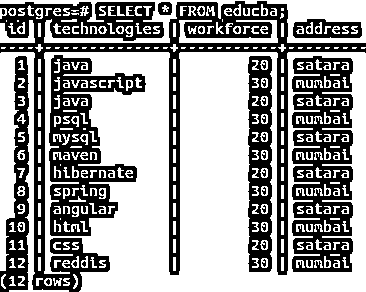 postgres=# SELECT * FROM educba;
id | technologies | workforce | address
----+--------------+-----------+---------
1 | java | 20 | satara
2 | javascript | 30 | mumbai
3 | java | 20 | satara
4 | psql | 30 | mumbai
5 | mysql | 20 | satara
6 | maven | 30 | mumbai
7 | hibernate | 20 | satara
8 | spring | 30 | mumbai
9 | angular | 20 | satara
10 | html | 30 | mumbai
11 | css | 20 | satara
12 | reddis | 30 | mumbai
(12 rows)